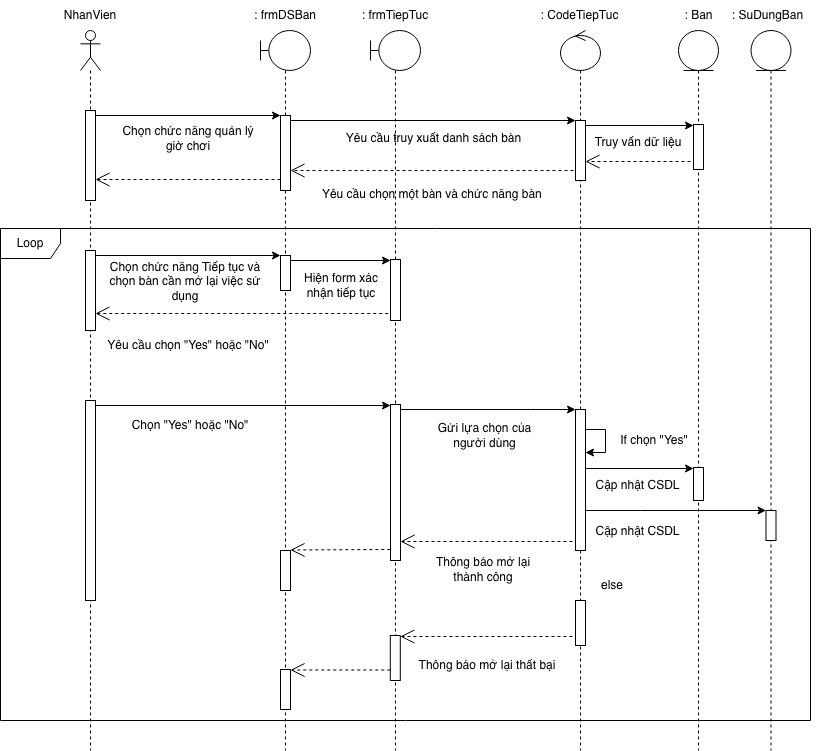 NhanVien
: frmDSBan
: frmTiepTuc
: CodeTiepTuc
: Ban
: SuDungBan
Chọn chức năng quản lý
giờ chơi
Yêu cầu truy xuất danh sách bàn
Truy vấn dữ liệu
Yêu cầu chọn một bàn và chức năng bàn
Loop
Chọn chức năng Tiếp tục và
chọn bàn cần mở lại việc sử
dụng
Hiện form xác
nhận tiếp tục
Yêu cầu chọn "Yes" hoặc "No"
Chọn "Yes" hoặc "No"
Gửi lựa chọn của
người dùng
If chọn "Yes"
Cập nhật CSDL
Cập nhật CSDL
Thông báo mở lại
thành công
else
Thông báo mở lại thất bại